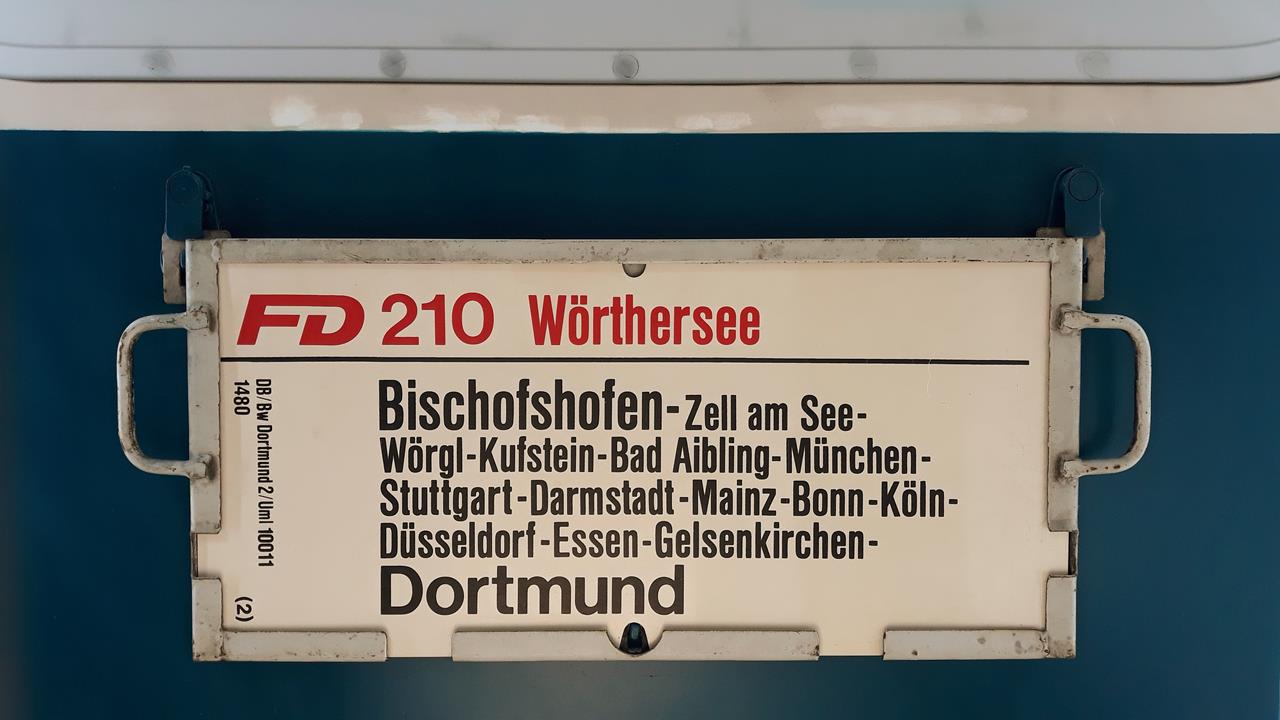 FD 210 Wörthersee
Bischofshofen-Zell am See-
Wörgl-Kufstein-Bad Aibling-München-
Stuttgart-Darmstadt-Mainz-Bonn-Köln-
Düsseldorf-Essen-Gelsenkirchen-
Dortmund
DB/Bw Dortmund 2/Uml 10011
1480
(2)